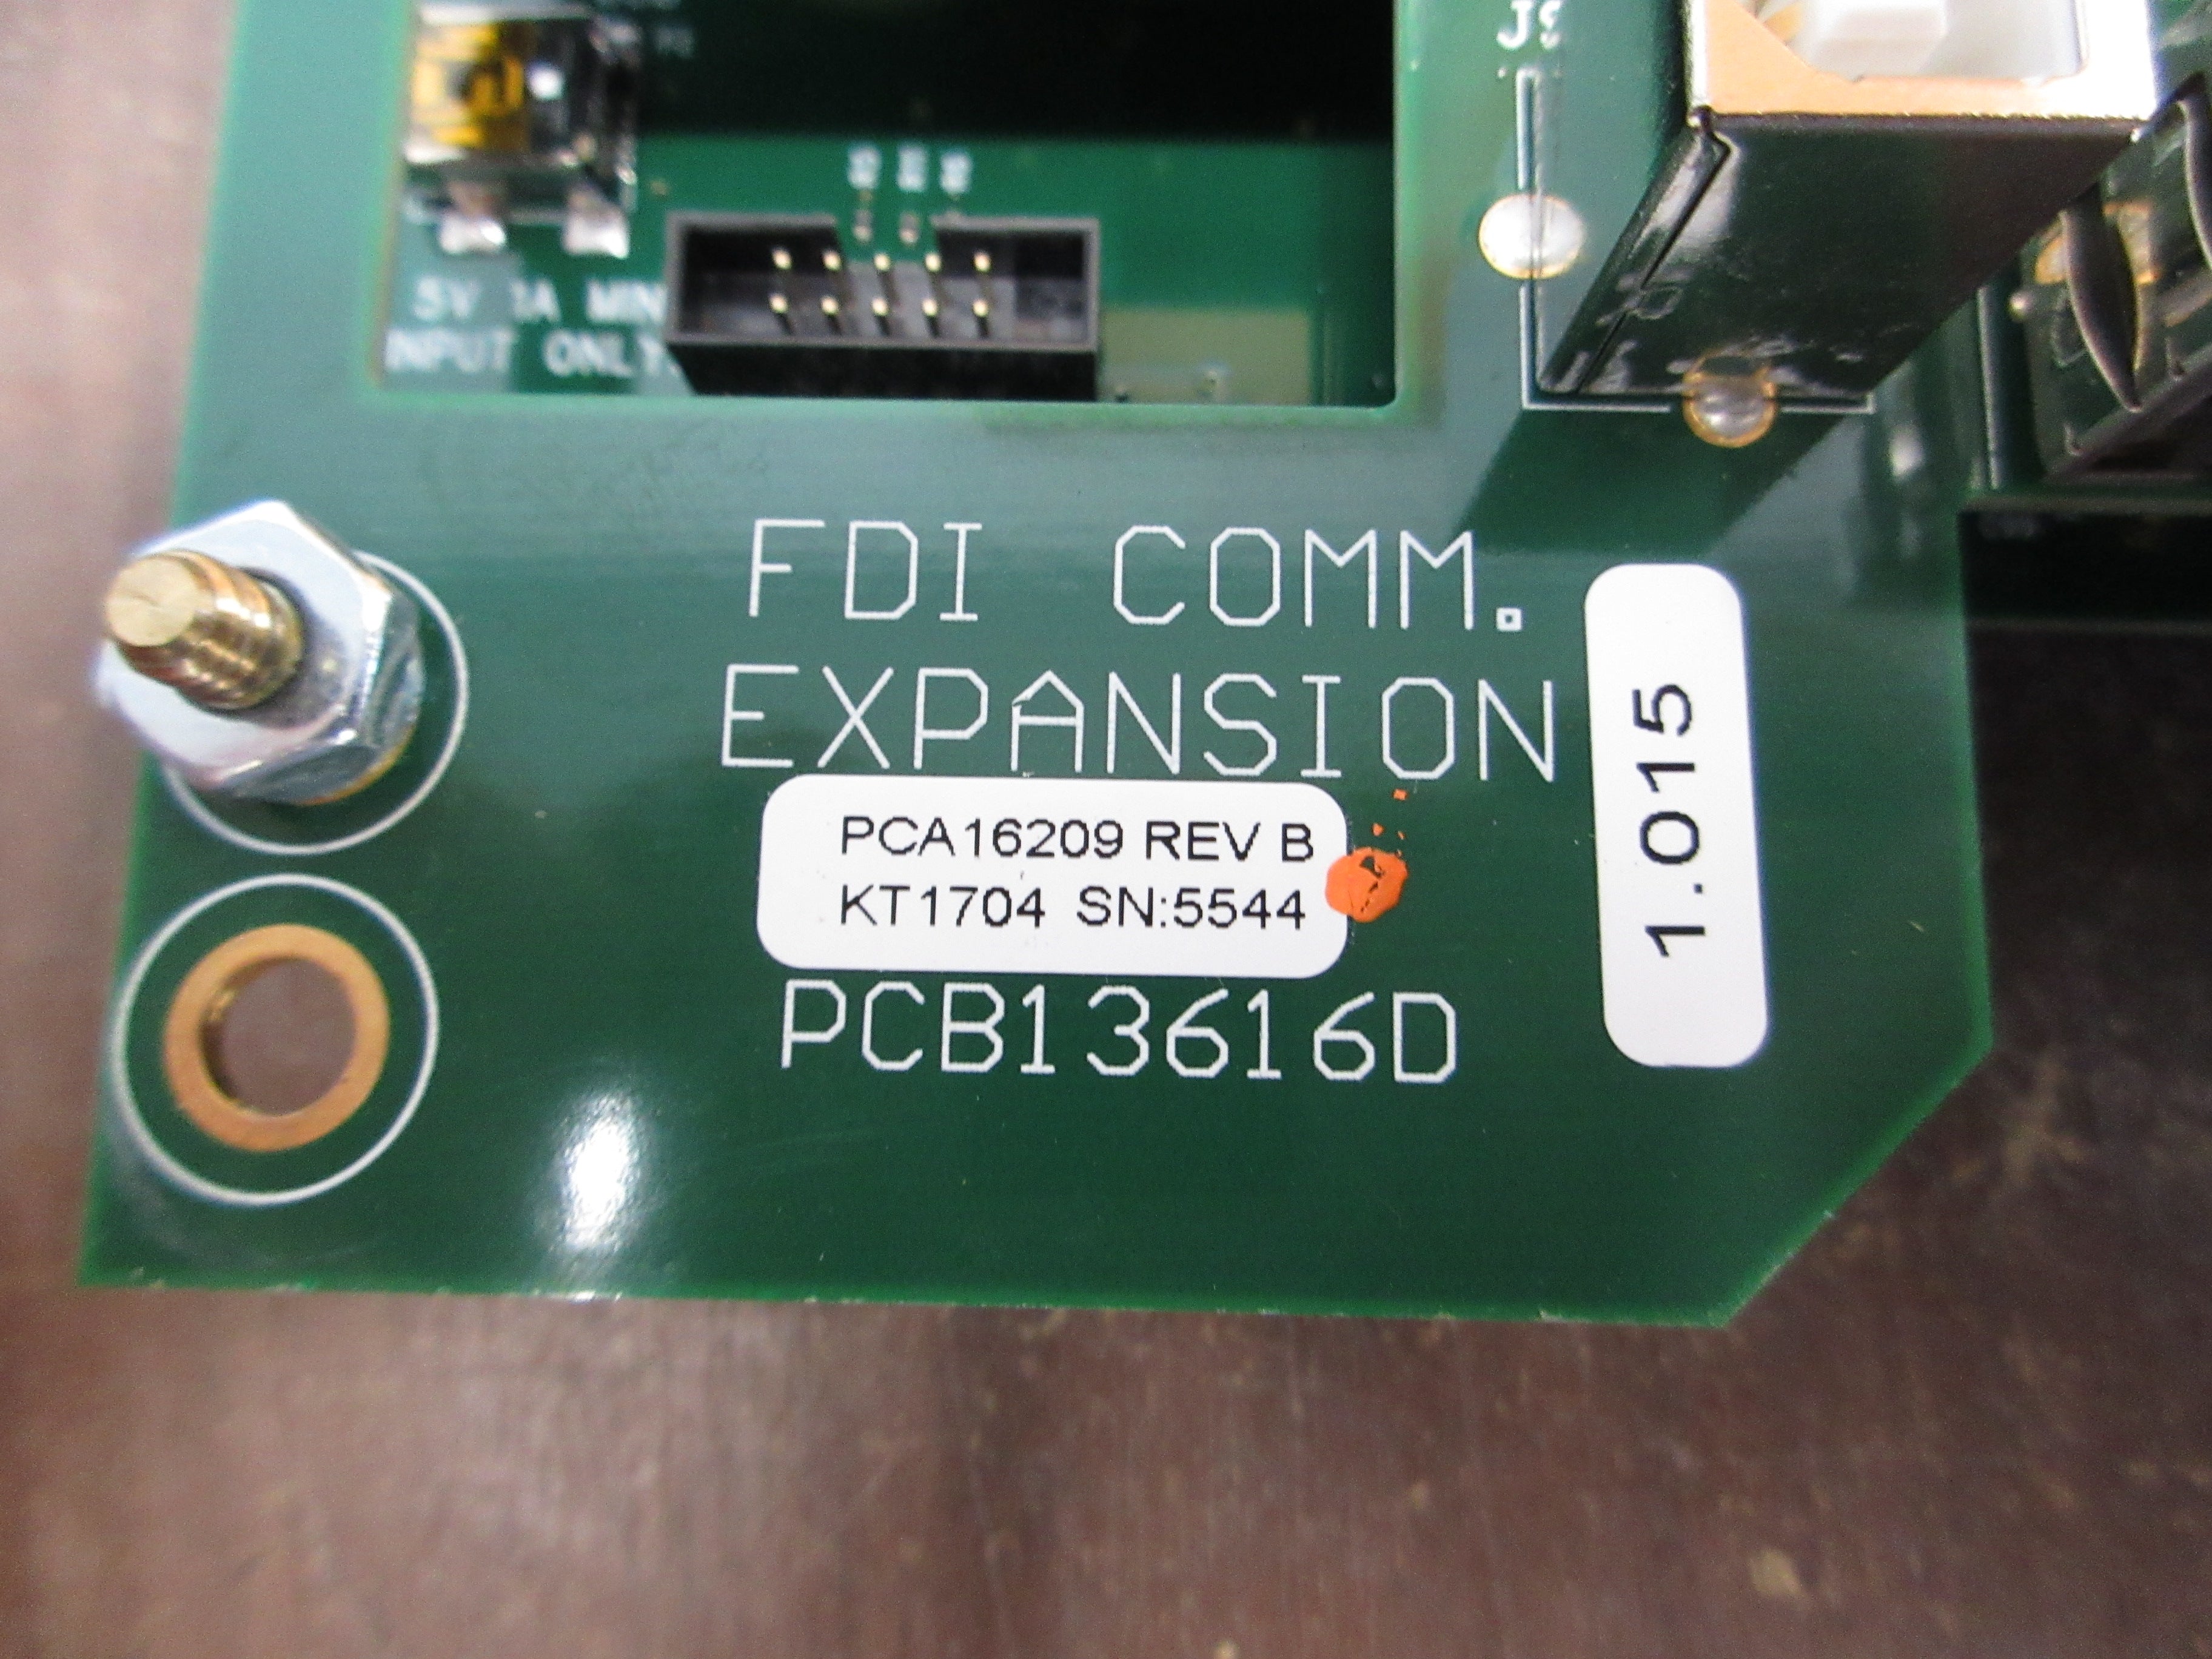 5V 1A MIN
INPUT ONLY.
FDI COMM.
EXPANSION
PCA16209 REV B
KT1704 SN:5544
PCB13616D
1.015